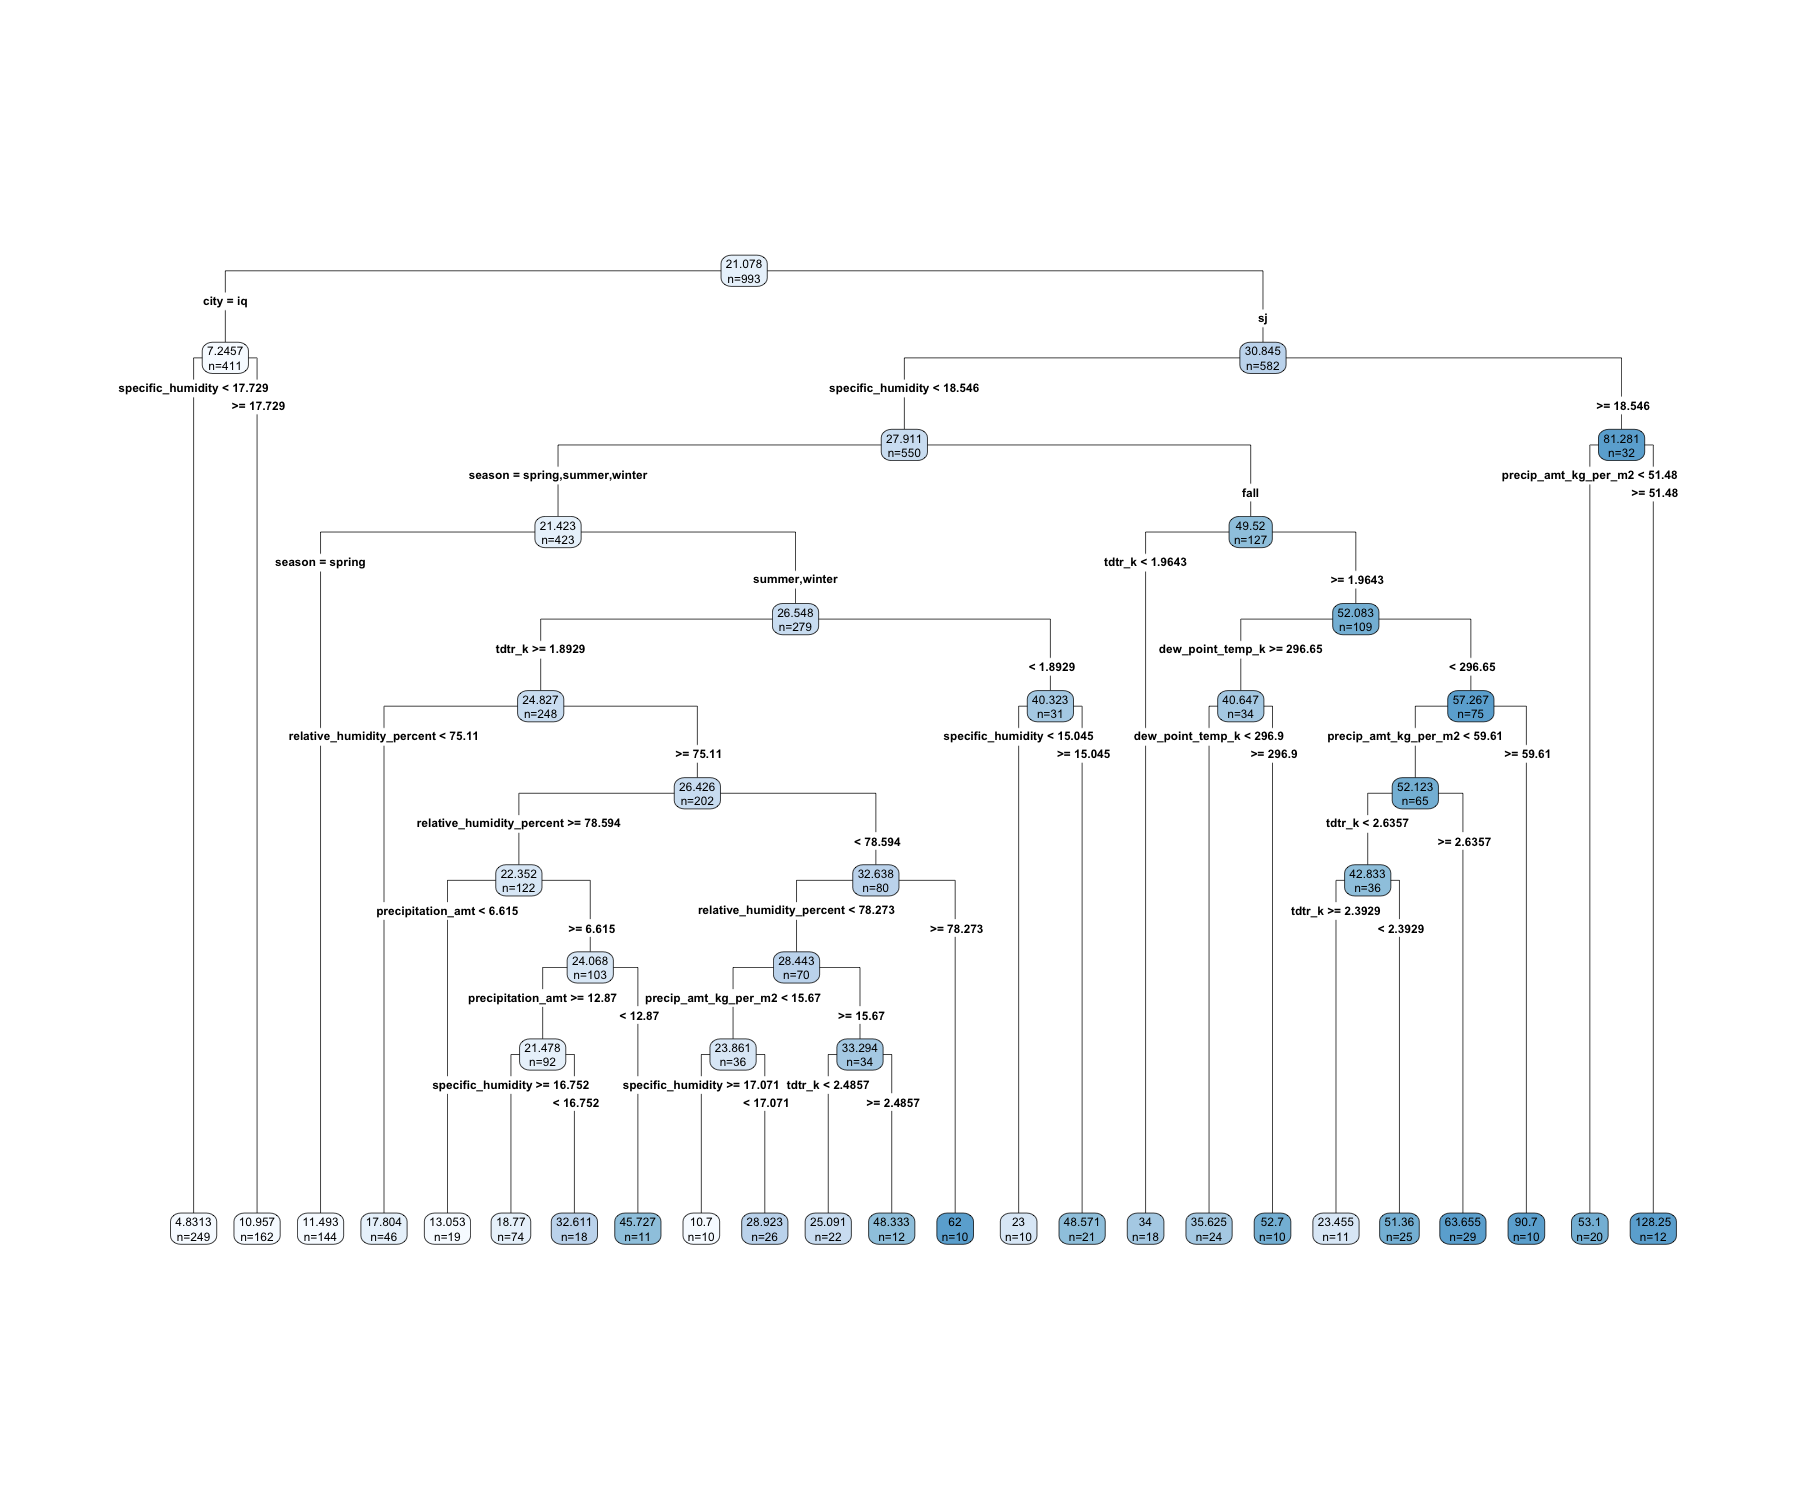 21.078
n=993
city = iq
sj
7.2457
n=411
30.845
n=582
specific_humidity < 17.729
>= 17.729
specific_humidity < 18.546
>= 18.546
27.911
n=550
81.281
n=32
season = spring,summer,winter
fall
precip_amt_kg_per_m2 < 51.48
>= 51.48
21.423
n=423
49.52
n=127
season = spring
summer,winter
tdtr_k < 1.9643
>= 1.9643
26.548
n=279
52.083
n=109
tdtr_k >= 1.8929
< 1.8929
dew_point_temp_k >= 296.65
< 296.65
24.827
n=248
40.323
n=31
40.647
n=34
57.267
n=75
relative_humidity_percent < 75.11
>= 75.11
specific_humidity < 15.045
>= 15.045
dew_point_temp_k < 296.9
>= 296.9
precip_amt_kg_per_m2 < 59.61
>= 59.61
26.426
n=202
52.123
n=65
relative_humidity_percent >= 78.594
< 78.594
tdtr_k < 2.6357
>= 2.6357
22.352
n=122
32.638
n=80
42.833
n=36
precipitation_amt < 6.615
>= 6.615
relative_humidity_percent < 78.273
>= 78.273
tdtr_k >= 2.3929
< 2.3929
24.068
n=103
28.443
n=70
precipitation_amt >= 12.87
< 12.87
precip_amt_kg_per_m2 < 15.67
>= 15.67
21.478
n=92
23.861
n=36
33.294
n=34
specific_humidity >= 16.752
< 16.752
specific_humidity >= 17.071
< 17.071
tdtr_k < 2.4857
>= 2.4857
4.8313
n=249
10.957
n=162
11.493
n=144
17.804
n=46
13.053
n=19
18.77
n=74
32.611
n=18
45.727
n=11
10.7
n=10
28.923
n=26
25.091
n=22
48.333
n=12
62
n=10
23
n=10
48.571
n=21
34
n=18
35.625
n=24
52.7
n=10
23.455
n=11
51.36
n=25
63.655
n=29
90.7
n=10
53.1
n=20
128.25
n=12